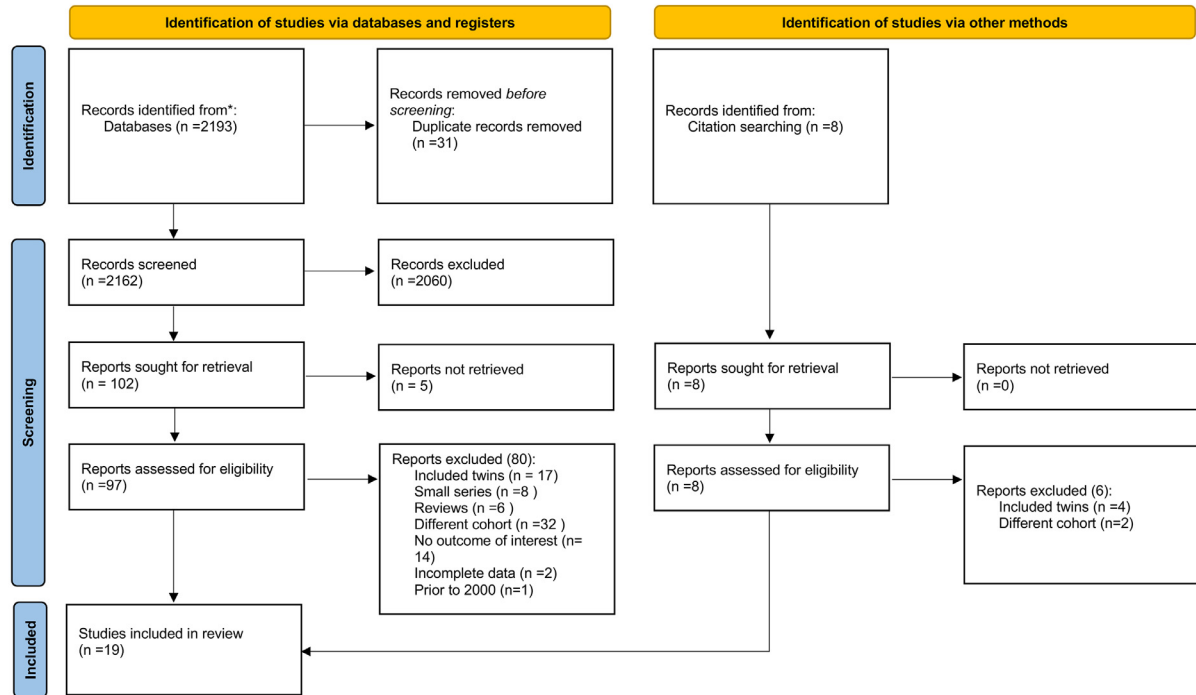 Identification of studies via databases and registers
Identification of studies via other methods
Identification
Records identified from*:
Databases (n =2193)
Records removed before
screening:
Duplicate records removed
(n =31)
Records identified from:
Citation searching (n =8)
Screening
Records screened
(n =2162)
Records excluded
(n =2060)
Reports sought for retrieval
(n = 102)
Reports not retrieved
(n = 5)
Reports sought for retrieval
(n =8)
Reports not retrieved
(n =0)
Reports assessed for eligibility
(n =97)
Reports excluded (80):
Included twins (n = 17)
Small series (n =8 )
Reviews (n =6 )
Different cohort (n =32 )
No outcome of interest (n=
14)
Incomplete data (n =2)
Prior to 2000 (n=1)
Reports assessed for eligibility
(n =8)
Reports excluded (6):
Included twins (n =4)
Different cohort (n=2)
Included
Studies included in review
(n =19)